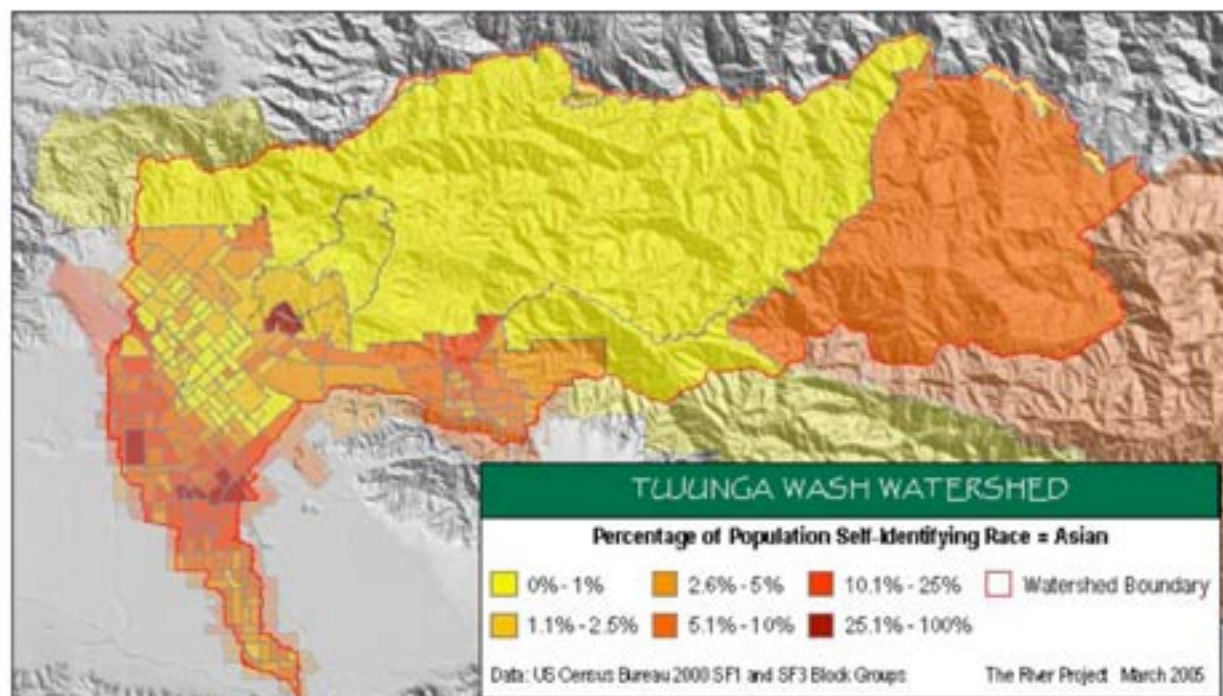 TUJUNGA WASH WATERSHED
Percentage of Population Self-Identifying Race = Asian
0% - 1% 2.6% - 5% 10.1% - 25% Watershed Boundary
1.1% - 2.5% 5.1% - 10% 25.1% - 100%
Data: US Census Bureau 2000 SF1 and SF3 Block Groups The River Project March 2005